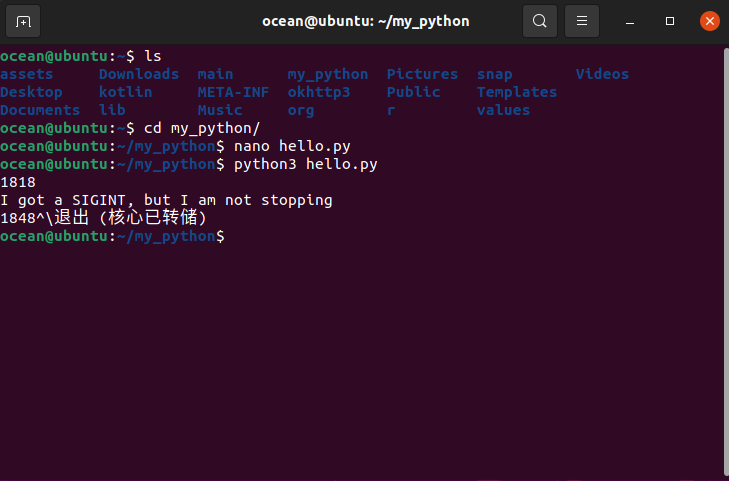 ocean@ubuntu: ~/my_python
ocean@ubuntu:~$ ls
assets Downloads main my_python Pictures snap Videos
Desktop kotlin META-INF okhttp3 Public Templates
Documents lib Music org r values
ocean@ubuntu:~$ cd my_python/
ocean@ubuntu:~/my_python$ nano hello.py
ocean@ubuntu:~/my_python$ python3 hello.py
1818
I got a SIGINT, but I am not stopping
1848^\退出 (核心已转储)
ocean@ubuntu:~/my_python$